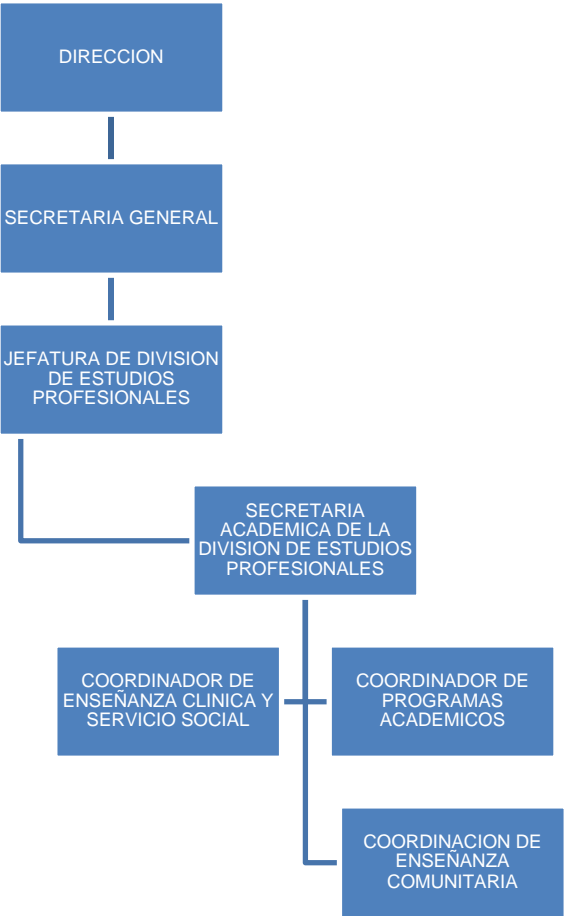 DIRECCION
SECRETARIA GENERAL
JEFATURA DE DIVISION
DE ESTUDIOS
PROFESIONALES
SECRETARIA
ACADEMICA DE LA
DIVISION DE ESTUDIOS
PROFESIONALES
COORDINADOR DE
ENSEÑANZA CLINICA Y
SERVICIO SOCIAL
COORDINADOR DE
PROGRAMAS
ACADEMICOS
COORDINACION DE
ENSEÑANZA
COMUNITARIA